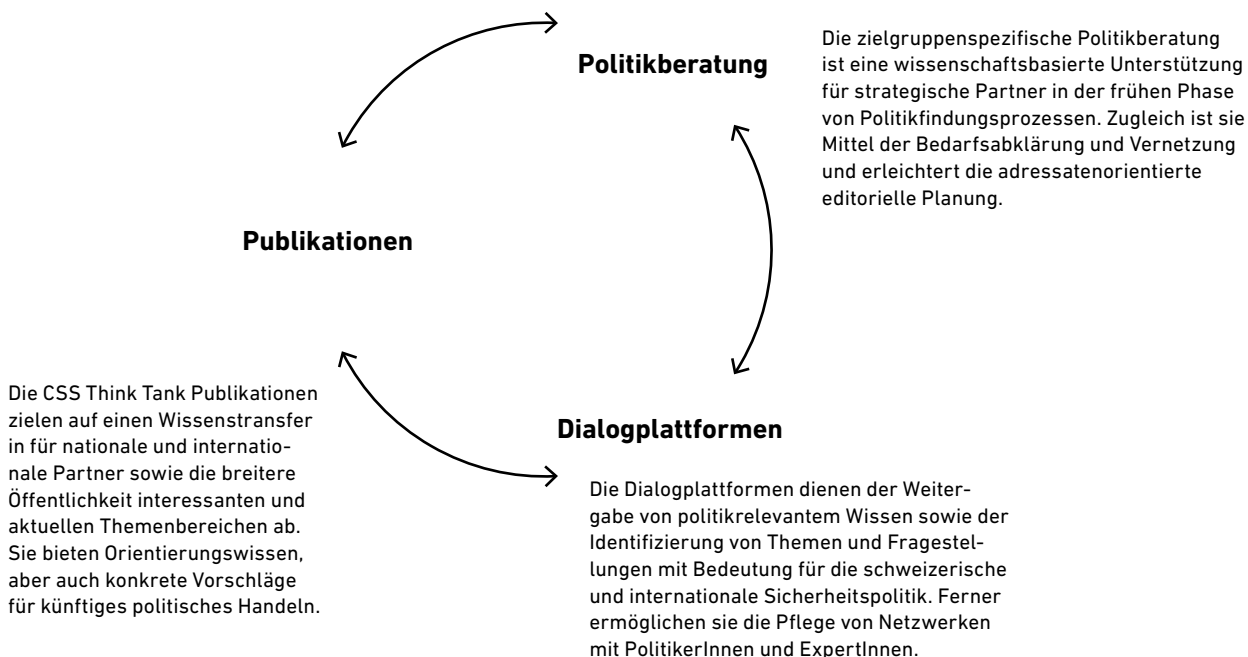 Politikberatung
Die zielgruppenspezifische Politikberatung
ist eine wissenschaftsbasierte Unterstützung
für strategische Partner in der frühen Phase
von Politikfindungsprozessen. Zugleich ist sie
Mittel der Bedarfsabklärung und Vernetzung
und erleichtert die adressatenorientierte
editorielle Planung.
Publikationen
Die CSS Think Tank Publikationen
zielen auf einen Wissenstransfer
in für nationale und internatio-
nale Partner sowie die breitere
Öffentlichkeit interessanten und
aktuellen Themenbereichen ab.
Sie bieten Orientierungswissen,
aber auch konkrete Vorschläge
für künftiges politisches Handeln.
Dialogplattformen
Die Dialogplattformen dienen der Weiter-
gabe von politikrelevantem Wissen sowie der
Identifizierung von Themen und Fragestel-
lungen mit Bedeutung für die schweizerische
und internationale Sicherheitspolitik. Ferner
ermöglichen sie die Pflege von Netzwerken
mit PolitikerInnen und ExpertInnen.